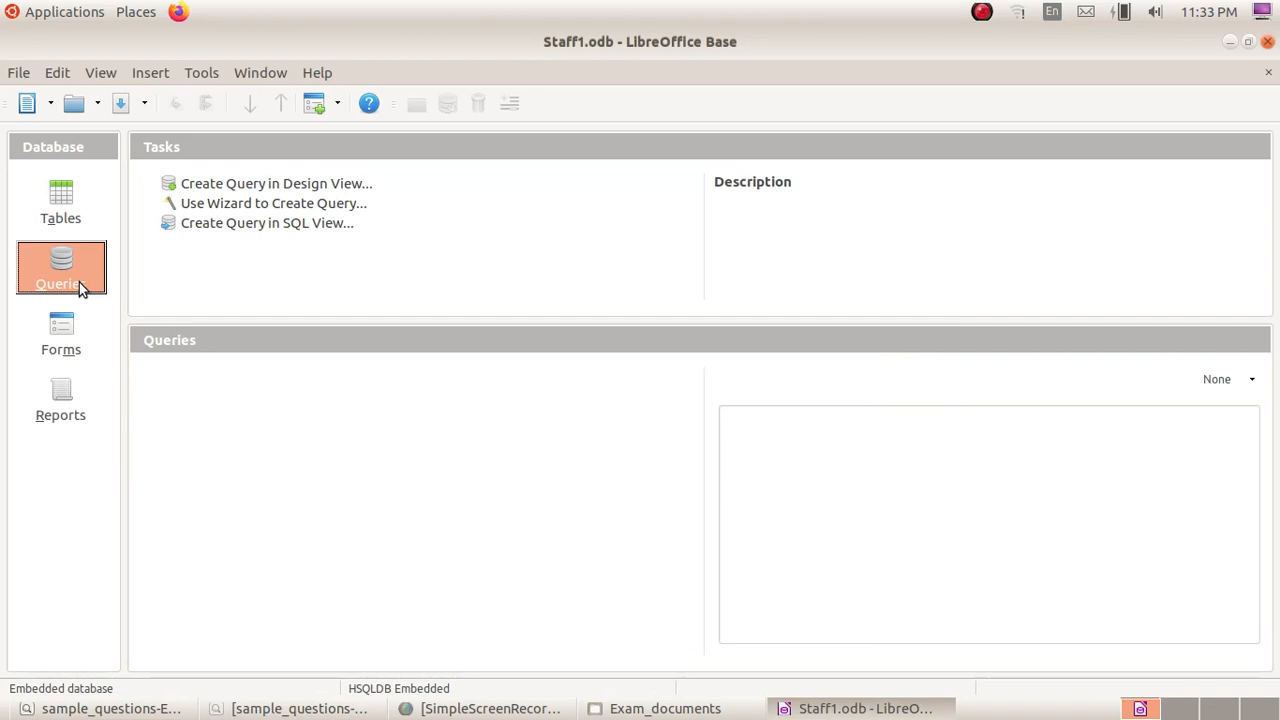 Applications Places En 11:33 PM
Staff1.odb - LibreOffice Base
File Edit View Insert Tools Window Help
Database
Tables
Queries
Forms
Reports
Tasks
Create Query in Design View...
Use Wizard to Create Query...
Create Query in SQL View...
Description
Queries
None
Embedded database HSQLDB Embedded
sample_questions-E... [sample_questions-... [SimpleScreenRecor... Exam_documents Staff1.odb - LibreO...